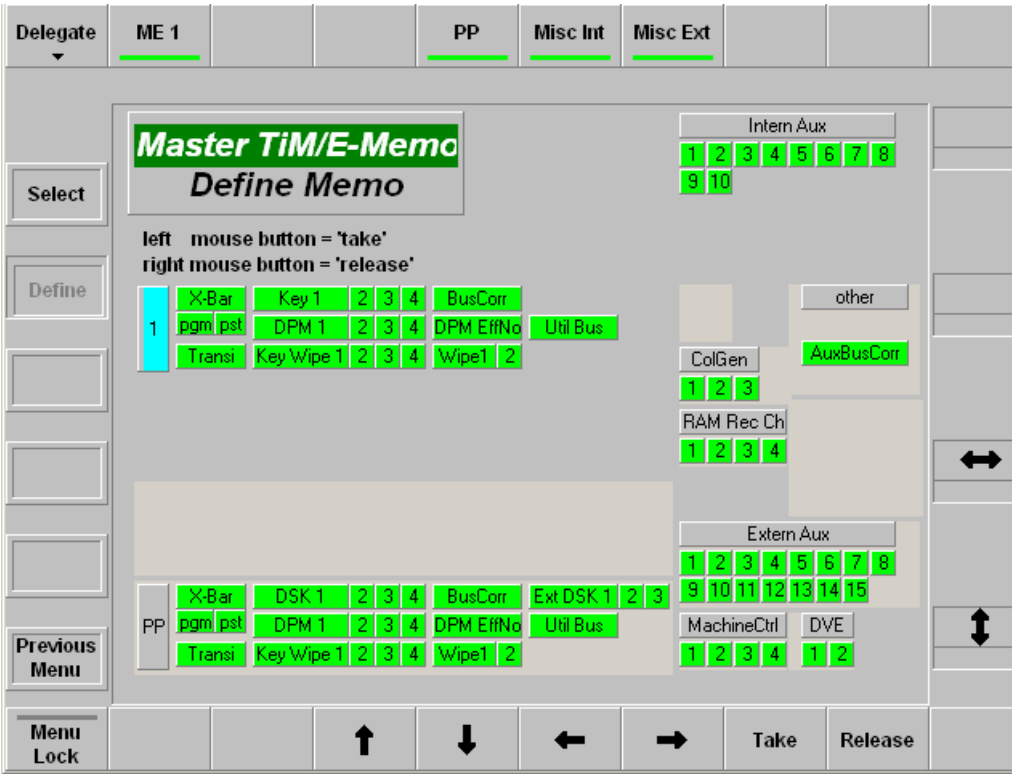 Delegate ME 1 PP Misc Int Misc Ext
Master TiM/E-Memo
Define Memo
Intern Aux
1 2 3 4 5 6 7 8
9 10
Select
left mouse button = 'take'
right mouse button = 'release'
Define
1
X-Bar Key 1 2 3 4 BusCorr
pgm pst DPM 1 2 3 4 DPM EffNo Util Bus
Transi Key Wipe 1 2 3 4 Wipe1 2
other
AuxBusCorr
ColGen
1 2 3
RAM Rec Ch
1 2 3 4
Extern Aux
1 2 3 4 5 6 7 8
9 10 11 12 13 14 15
PP
X-Bar DSK 1 2 3 4 BusCorr Ext DSK 1 2 3
pgm pst DPM 1 2 3 4 DPM EffNo Util Bus
Transi Key Wipe 1 2 3 4 Wipe1 2
MachineCtrl DVE
1 2 3 4 1 2
Previous
Menu
Menu
Lock
Take Release